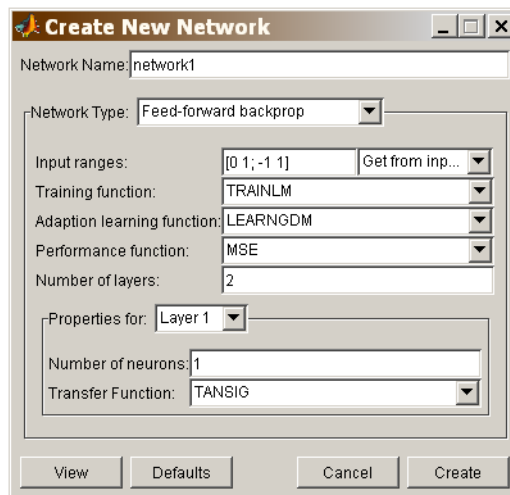 Create New Network
Network Name: network1
Network Type: Feed-forward backprop
Input ranges: [0 1; -1 1] Get from inp...
Training function: TRAINLM
Adaption learning function: LEARNGDM
Performance function: MSE
Number of layers: 2
Properties for: Layer 1
Number of neurons: 1
Transfer Function: TANSIG
View Defaults Cancel Create